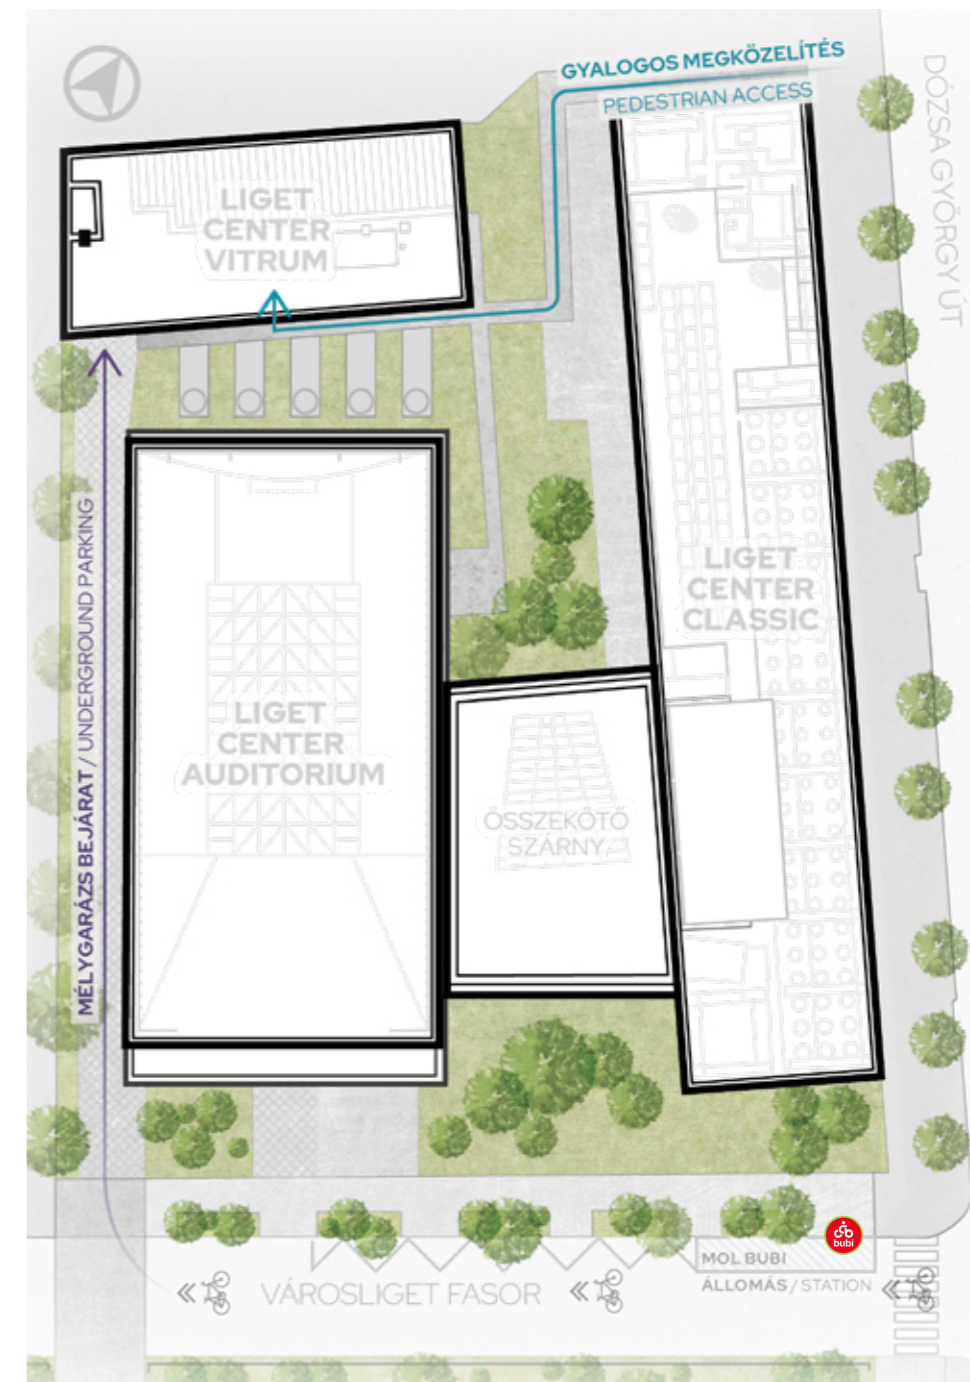 GYALOGOS MEGKÖZELÍTÉS
PEDESTRIAN ACCESS
DÓZSA GYÖRGY ÚT
LIGET
CENTER
VITRUM
LIGET
CENTER
CLASSIC
MÉLYGARÁZS BEJÁRAT / UNDERGROUND PARKING
LIGET
CENTER
AUDITORIUM
ÖSSZEKÖTŐ
SZÁRNY
bubi
MOL BUBI
ÁLLOMÁS / STATION
VÁROSLIGET FASOR